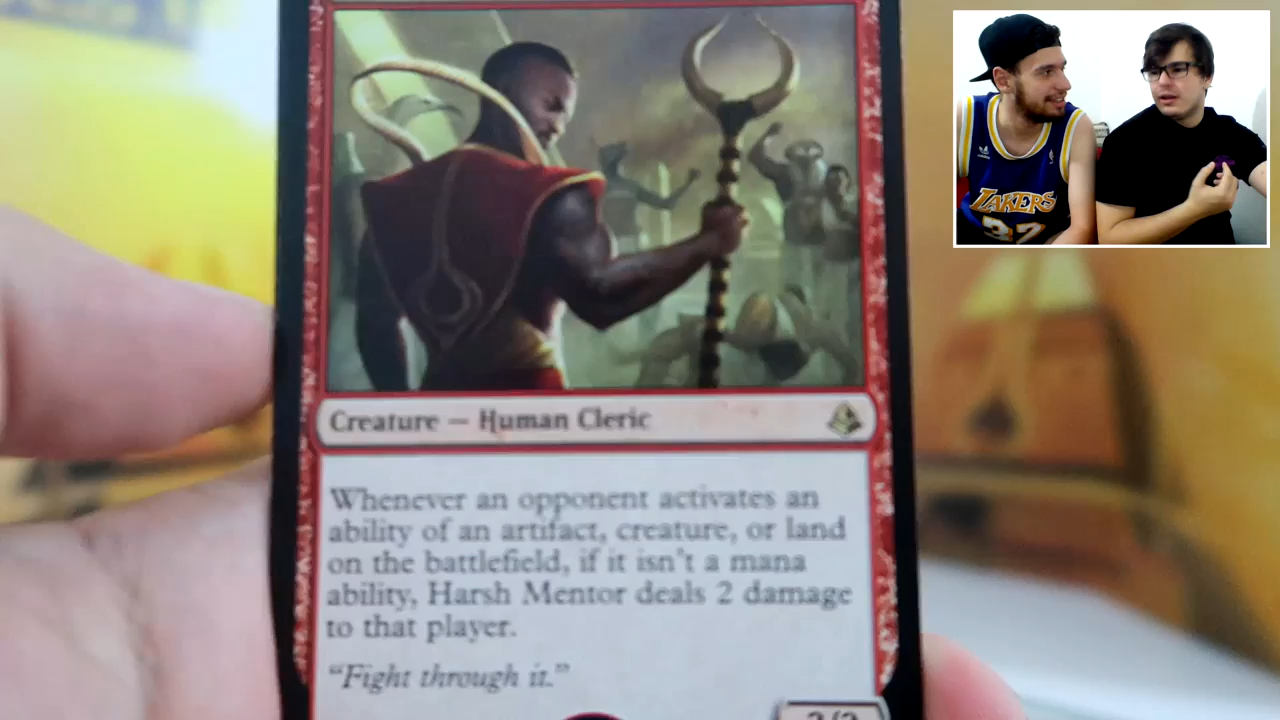 Creature — Human Cleric
Whenever an opponent activates an
ability of an artifact, creature, or land
on the battlefield, if it isn't a mana
ability, Harsh Mentor deals 2 damage
to that player.
"Fight through it."
LAKERS
32